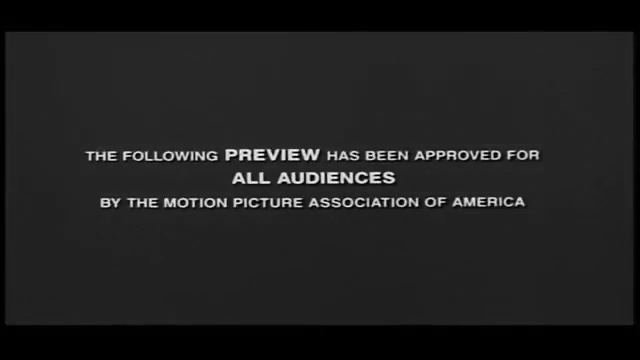 THE FOLLOWING PREVIEW HAS BEEN APPROVED FOR
ALL AUDIENCES
BY THE MOTION PICTURE ASSOCIATION OF AMERICA